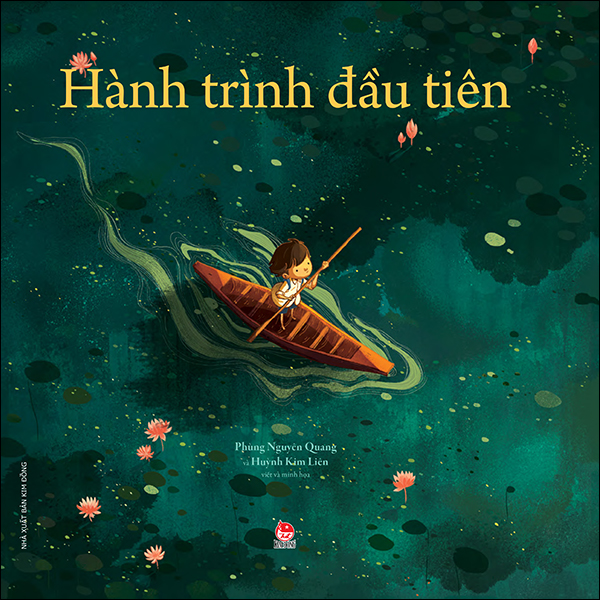 Hành trình đầu tiên
Phùng Nguyên Quang
và Huỳnh Kim Liên
viết và minh họa
NHÀ XUẤT BẢN KIM ĐỒNG